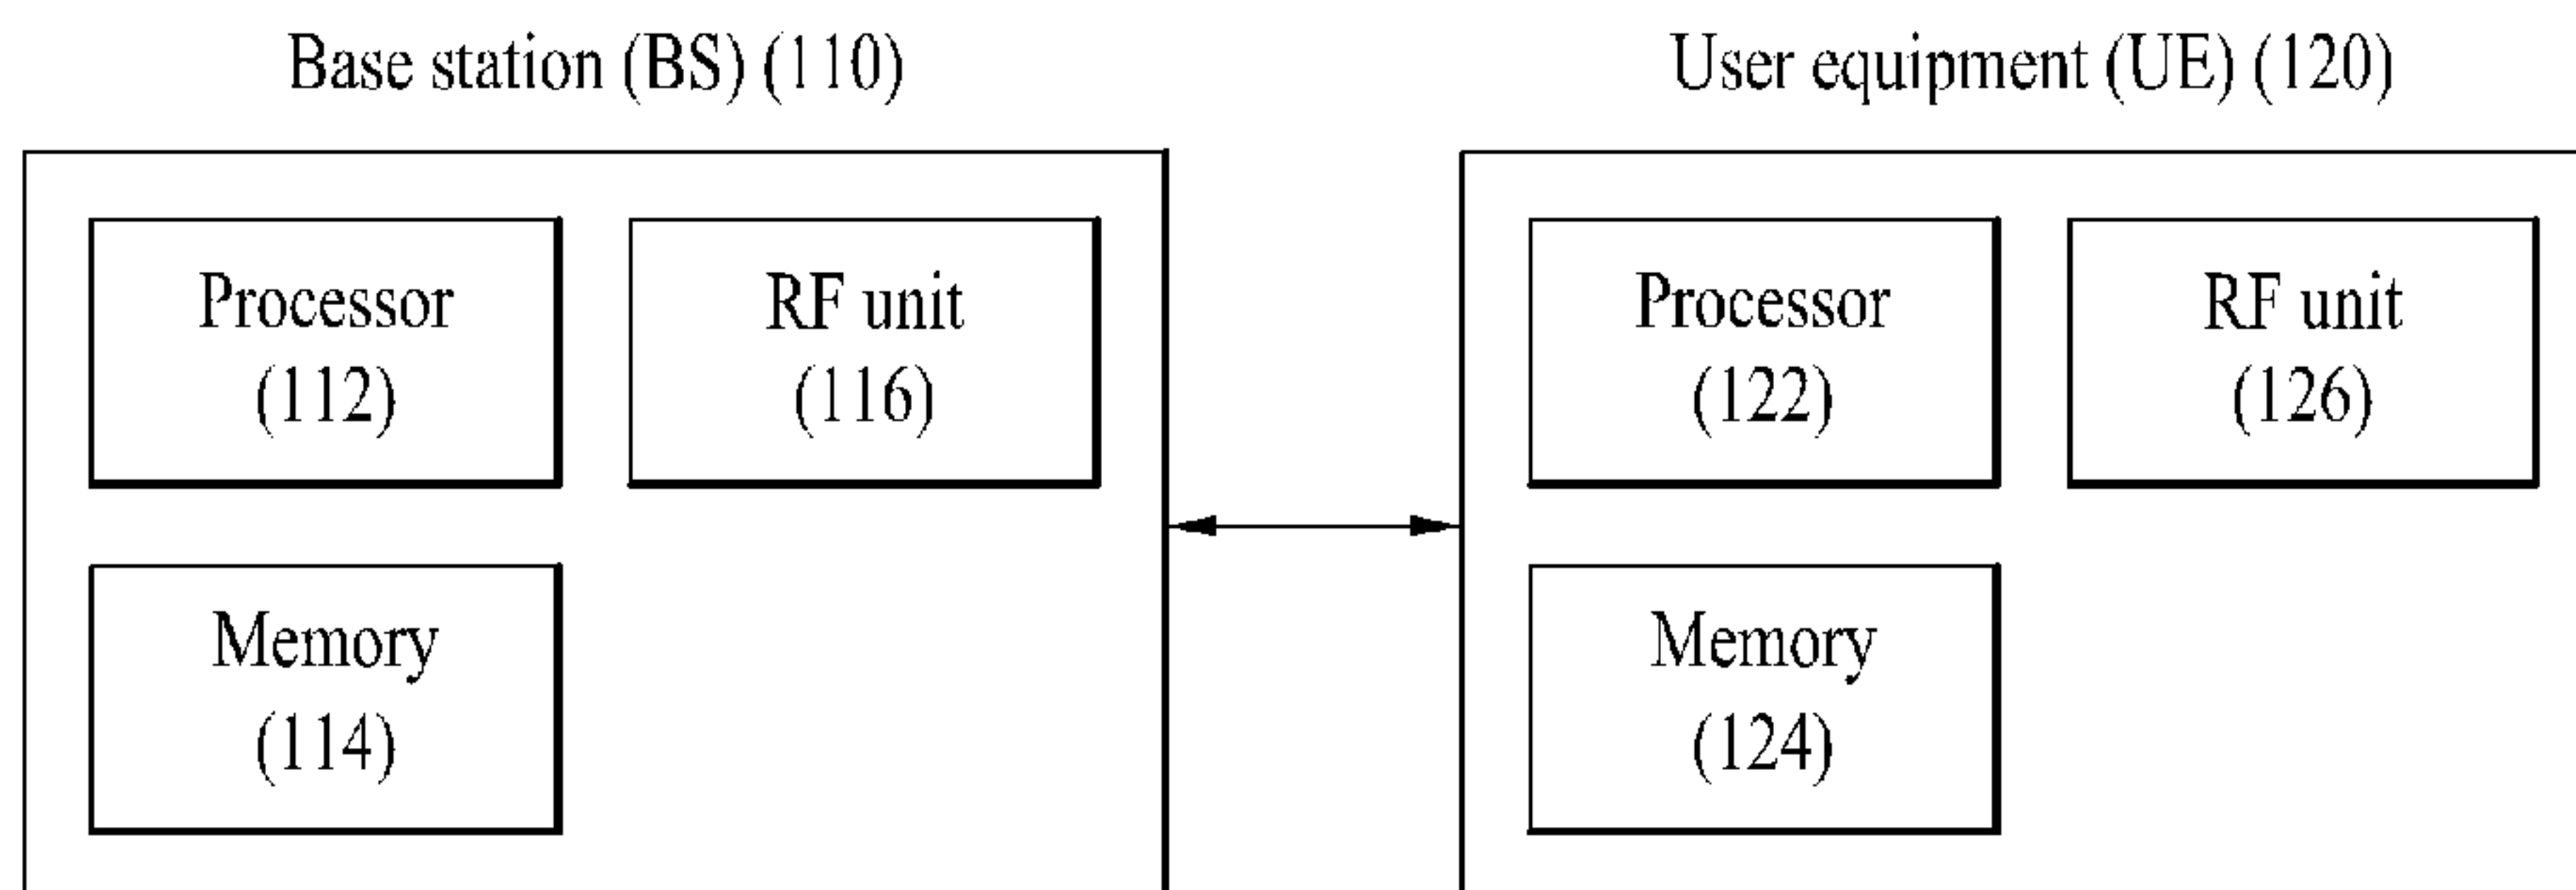 Base station (BS) (110)
User equipment (UE) (120)
Processor
(112)
RF unit
(116)
Memory
(114)
Processor
(122)
RF unit
(126)
Memory
(124)